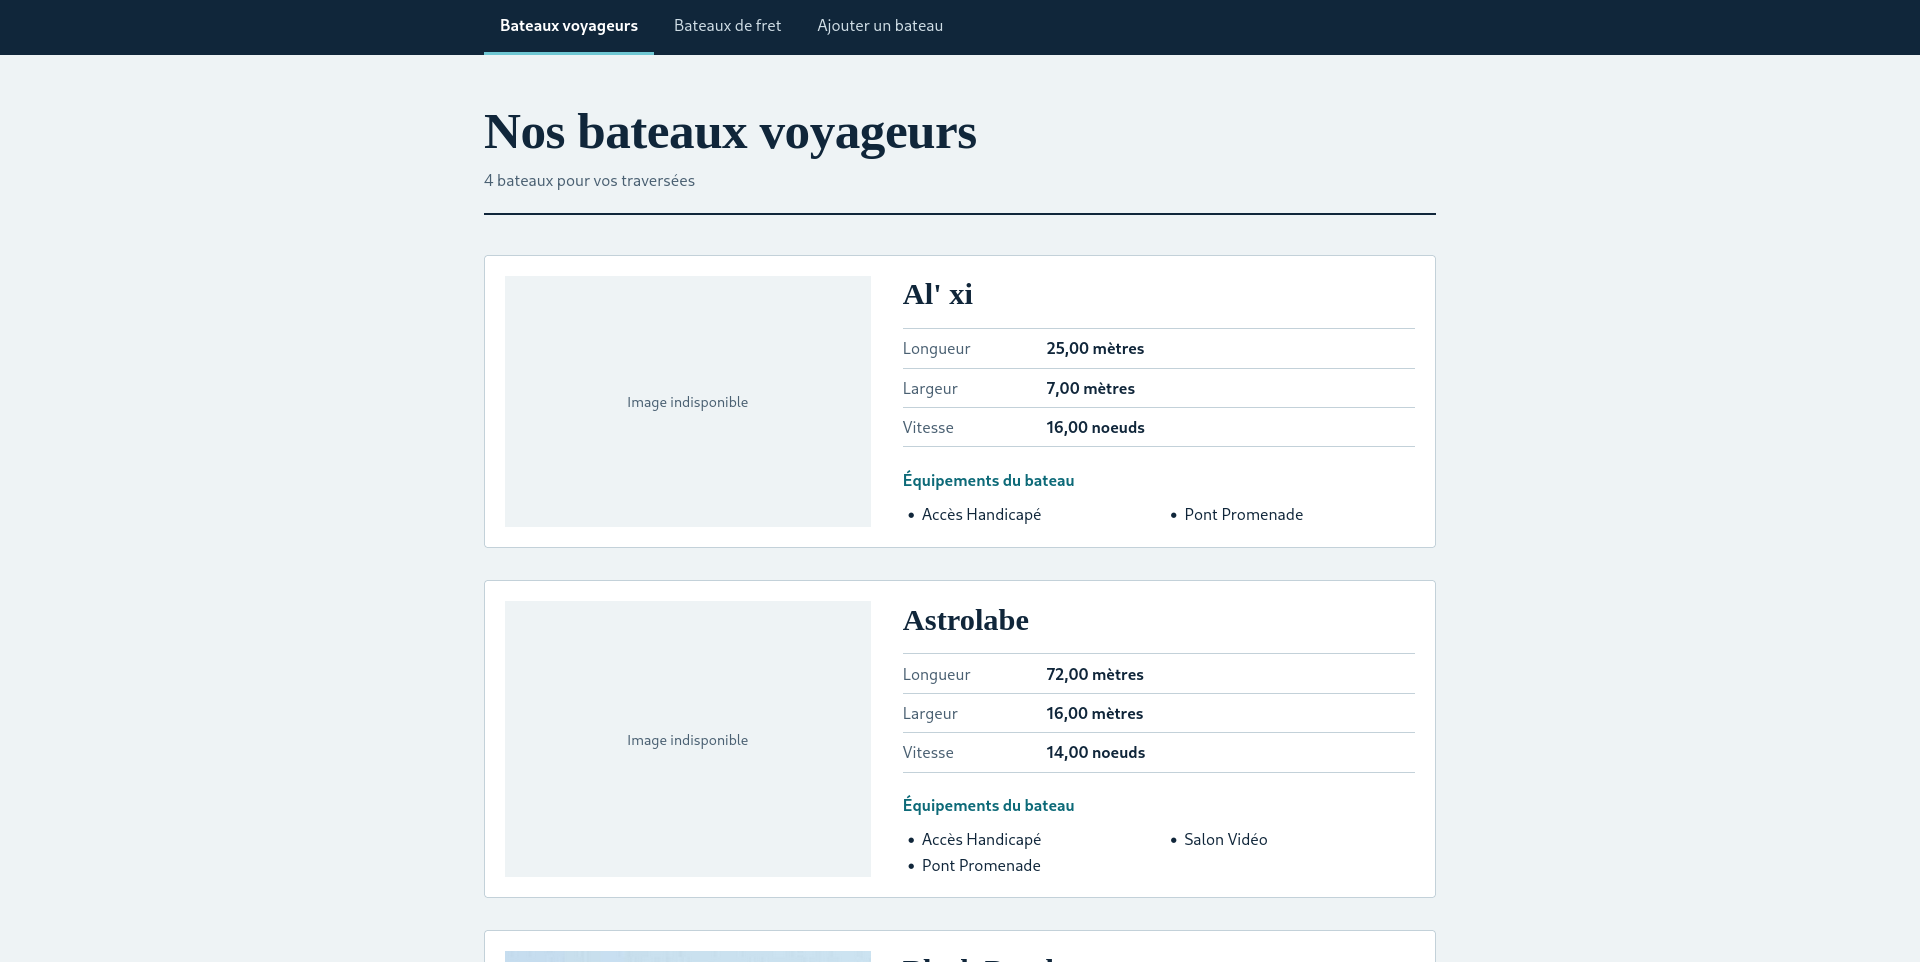 Bateaux voyageurs Bateaux de fret Ajouter un bateau
Nos bateaux voyageurs
4 bateaux pour vos traversées
Image indisponible
Al' xi
Longueur 25,00 mètres
Largeur 7,00 mètres
Vitesse 16,00 noeuds
Équipements du bateau
• Accès Handicapé • Pont Promenade
Image indisponible
Astrolabe
Longueur 72,00 mètres
Largeur 16,00 mètres
Vitesse 14,00 noeuds
Équipements du bateau
• Accès Handicapé • Salon Vidéo
• Pont Promenade